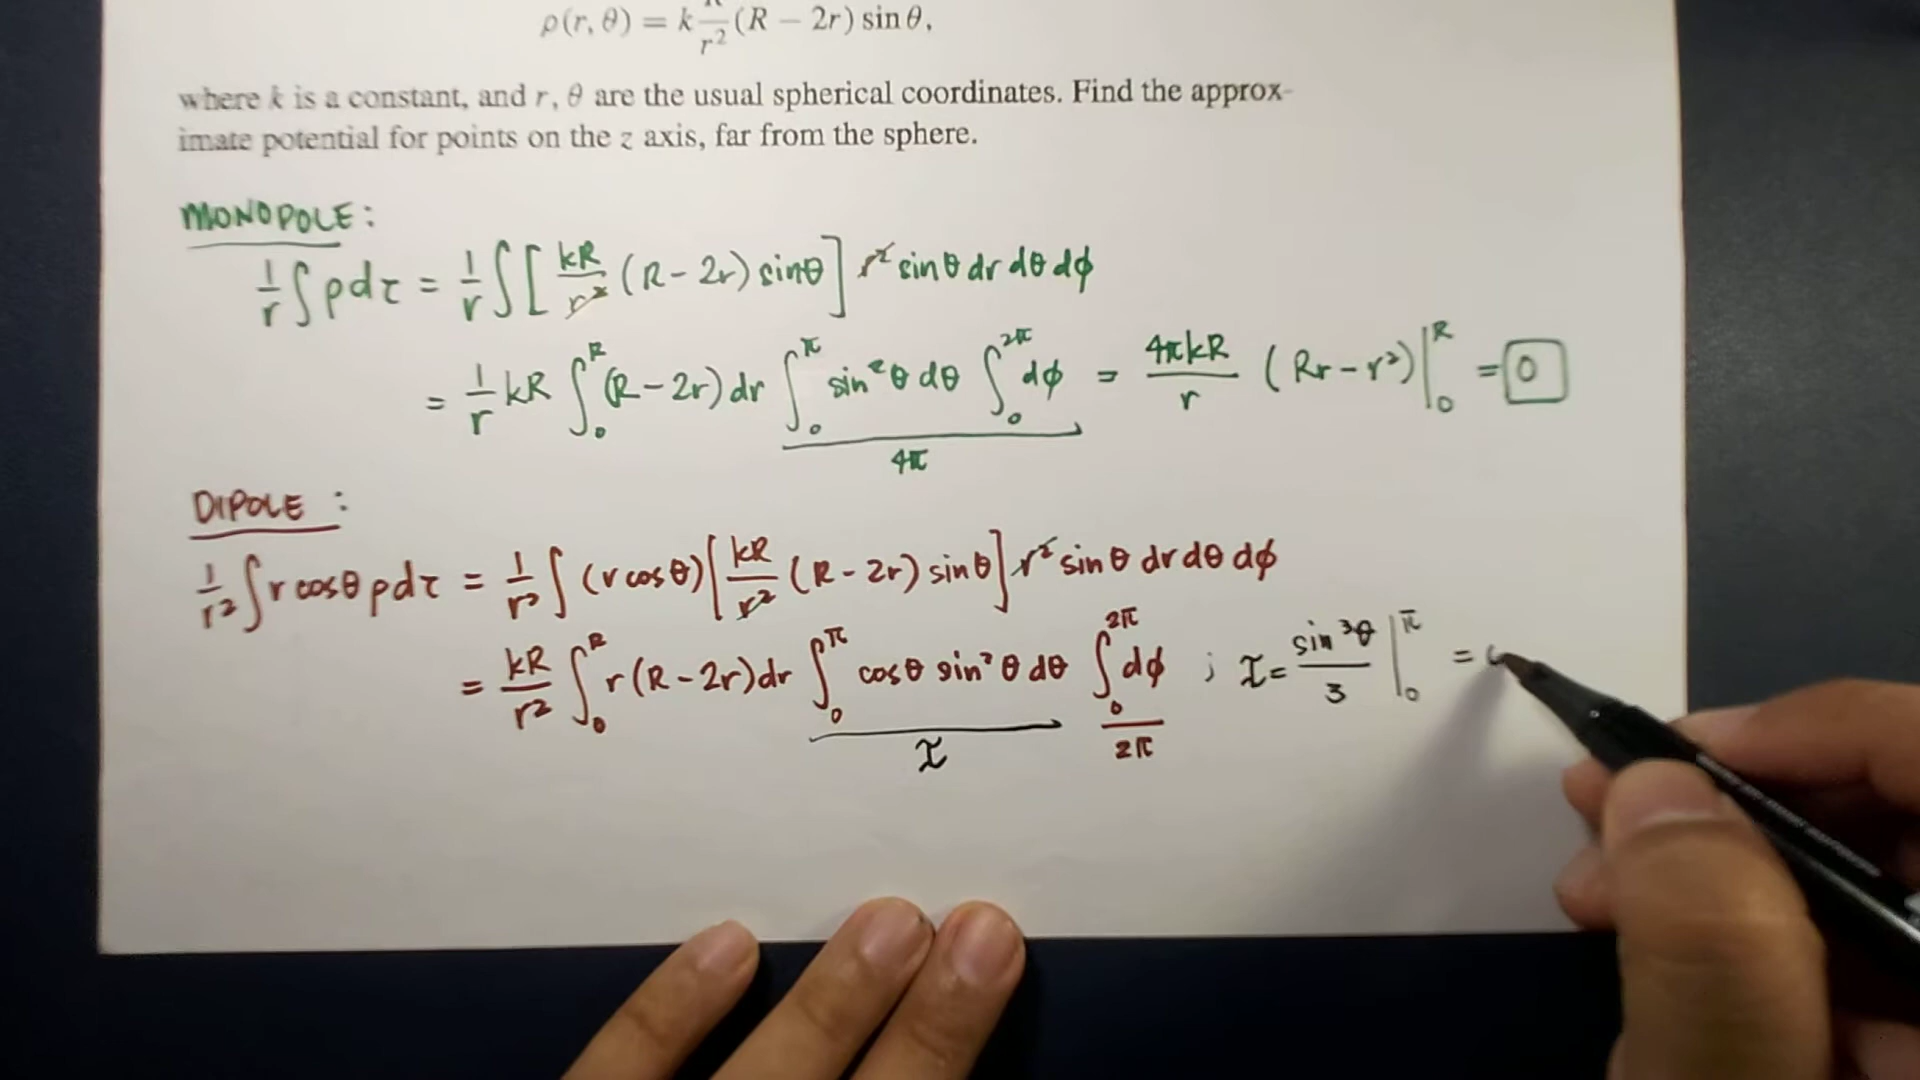 ρ(r, θ) = k R/r² (R − 2r) sin θ,
where k is a constant, and r, θ are the usual spherical coordinates. Find the approx-
imate potential for points on the z axis, far from the sphere.
MONOPOLE:
1/r ∫ρdτ = 1/r ∫[kR/r² (R - 2r) sinθ] r² sinθ dr dθ dϕ
= 1/r kR ∫₀ᴿ (R - 2r) dr ∫₀^π sin²θ dθ ∫₀^2π dϕ = 4πkR/r (Rr - r²)|₀ᴿ = 0
4π
DIPOLE :
1/r² ∫ r cosθ ρdτ = 1/r² ∫ (r cosθ) [kR/r² (R - 2r) sinθ] r² sinθ dr dθ dϕ
= kR/r² ∫₀ᴿ r(R - 2r)dr ∫₀^π cosθ sin²θ dθ ∫₀^2π dϕ ; I = sin³θ/3 |₀^π =
I 2π